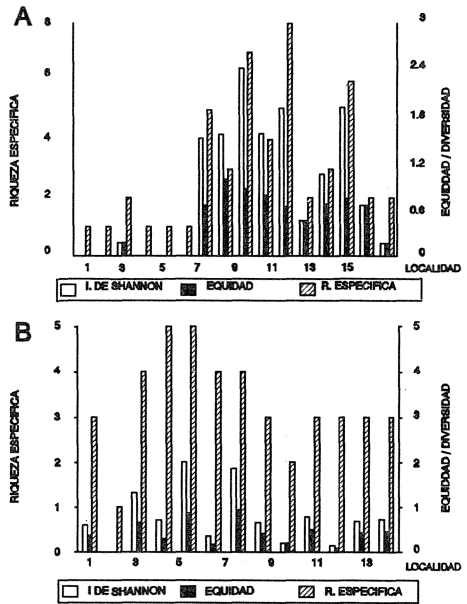 A
RIQUEZA ESPECIFICA
8
6
4
2
0
3
2.4
1.8
1.2
0.6
0
EQUIDDAD / DIVERSIDAD
1 3 5 7 9 11 13 15 LOCALIDAD
I. DE SHANNON EQUIDAD R. ESPECIFICA
B
RIQUEZA ESPECIFICA
5
4
3
2
1
0
5
4
3
2
1
0
EQUIDDAD / DIVERSIDAD
1 3 5 7 9 11 13
LOCALIDAD
I DE SHANNON EQUIDAD R. ESPECIFICA